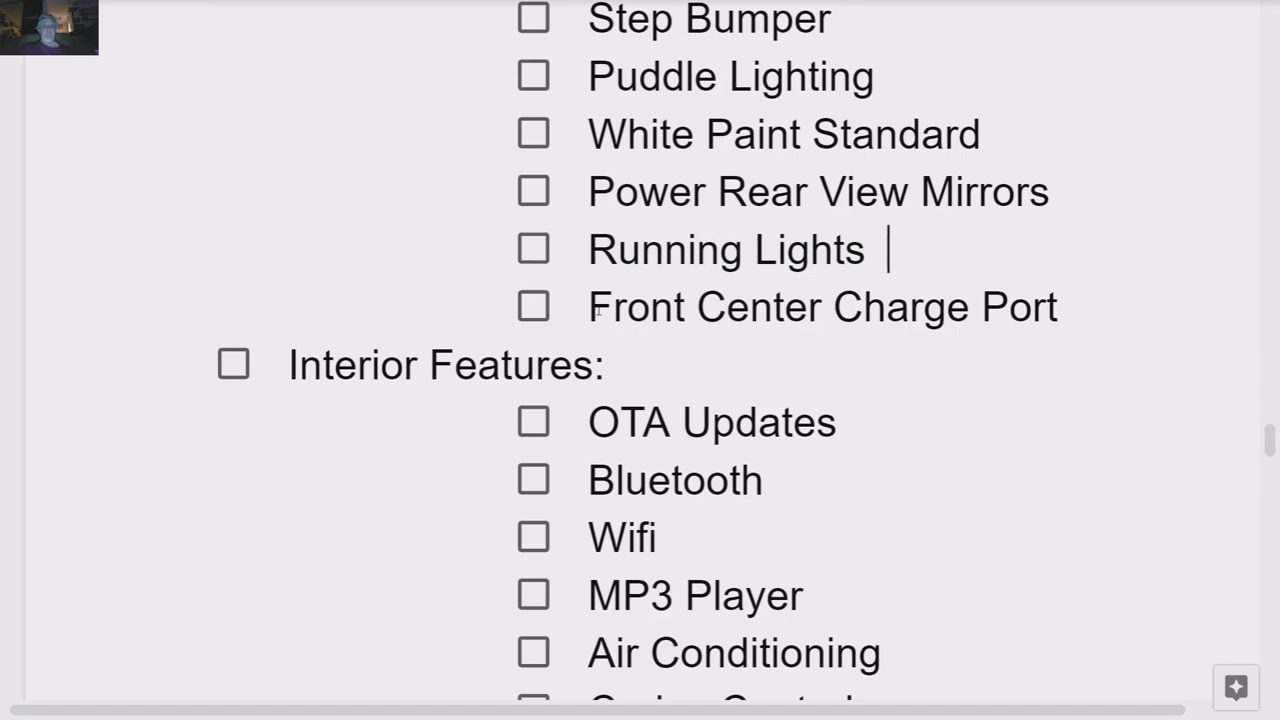 Step Bumper
Puddle Lighting
White Paint Standard
Power Rear View Mirrors
Running Lights
Front Center Charge Port
Interior Features:
OTA Updates
Bluetooth
Wifi
MP3 Player
Air Conditioning